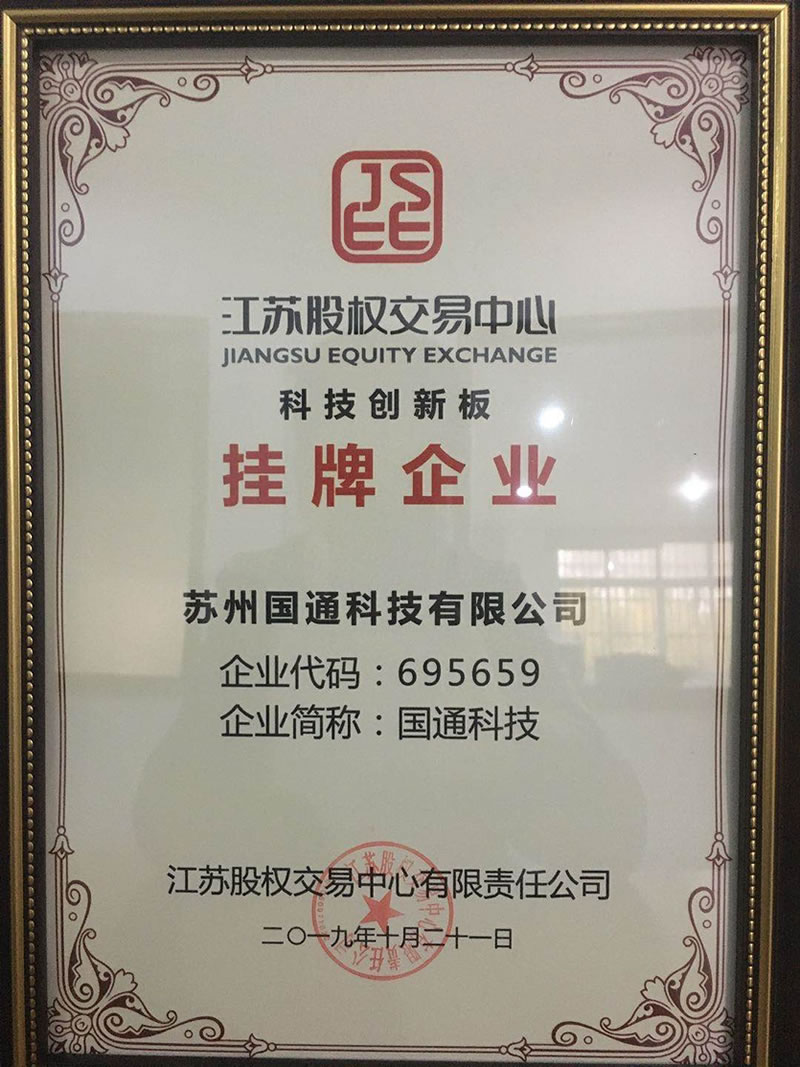 JS
EE
江苏股权交易中心
JIANGSU EQUITY EXCHANGE
科技创新板
挂牌企业
苏州国通科技有限公司
企业代码：695659
企业简称：国通科技
江苏股权交易中心有限责任公司
二〇一九年十月二十一日